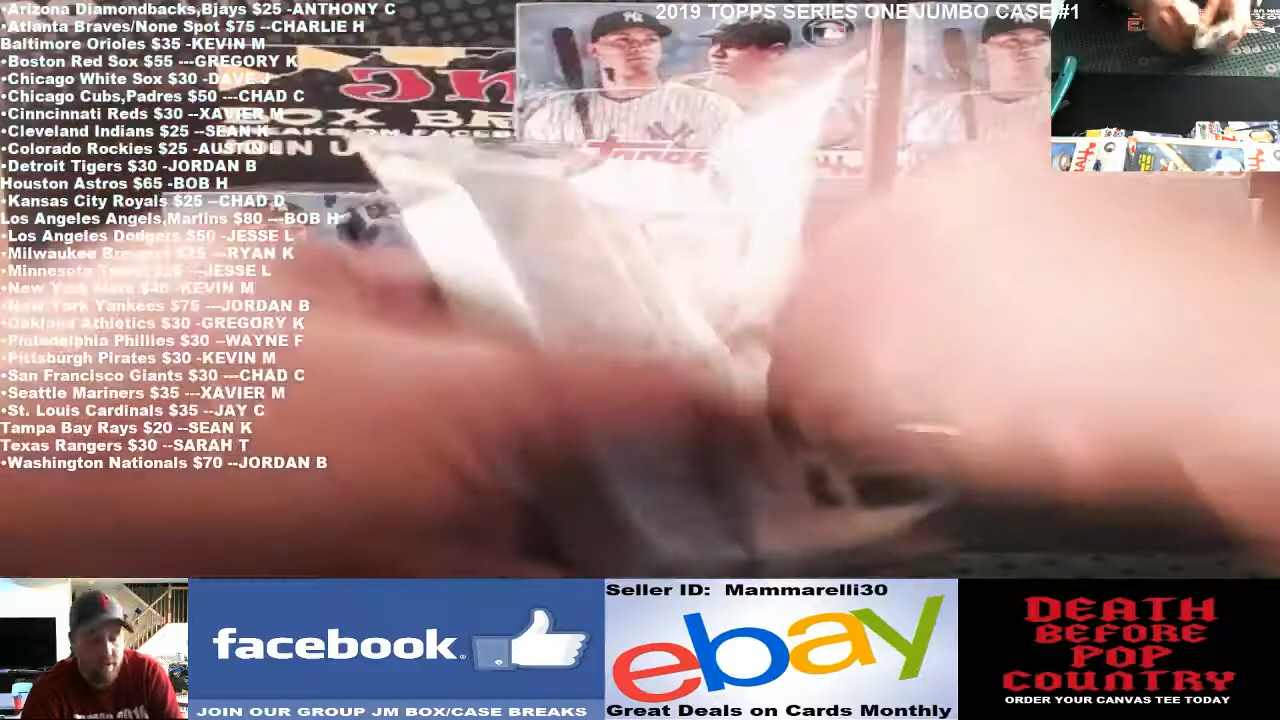 •Arizona Diamondbacks,Bjays $25 -ANTHONY C
•Atlanta Braves/None Spot $75 ---CHARLIE H
Baltimore Orioles $35 -KEVIN M
•Boston Red Sox $55 ---GREGORY K
•Chicago White Sox $30 -DAVE J
•Chicago Cubs,Padres $50 ---CHAD C
•Cinncinnati Reds $30 --XAVIER M
•Cleveland Indians $25 --SEAN K
•Colorado Rockies $25 -AUSTIN L
•Detroit Tigers $30 -JORDAN B
Houston Astros $65 -BOB H
•Kansas City Royals $25 --CHAD D
Los Angeles Angels,Marlins $80 ---BOB H
•Los Angeles Dodgers $50 -JESSE L
•Milwaukee Brewers $25 ---RYAN K
•Minnesota Twins $25 ---JESSE L
•New York Mets $40 -KEVIN M
•New York Yankees $75 ---JORDAN B
•Oakland Athletics $30 -GREGORY K
•Philadelphia Phillies $30 --WAYNE F
•Pittsburgh Pirates $30 -KEVIN M
•San Francisco Giants $30 ---CHAD C
•Seattle Mariners $35 ---XAVIER M
•St. Louis Cardinals $35 --JAY C
Tampa Bay Rays $20 --SEAN K
Texas Rangers $30 --SARAH T
•Washington Nationals $70 --JORDAN B
2019 TOPPS SERIES ONE JUMBO CASE #1
facebook
JOIN OUR GROUP JM BOX/CASE BREAKS
Seller ID: Mammarelli30
ebay
Great Deals on Cards Monthly
DEATH
BEFORE
POP
COUNTRY
ORDER YOUR CANVAS TEE TODAY